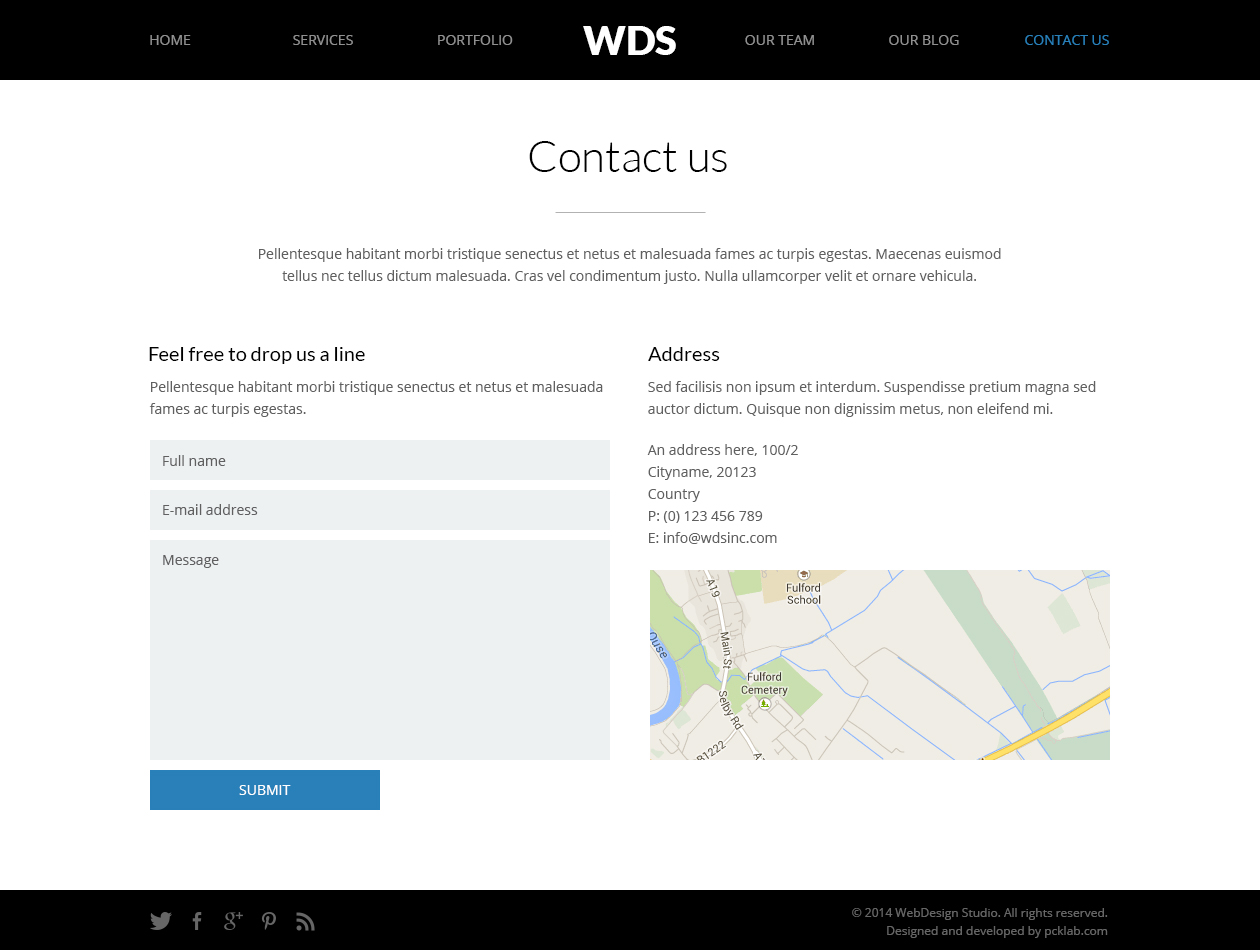 HOME SERVICES PORTFOLIO WDS OUR TEAM OUR BLOG CONTACT US
Contact us
Pellentesque habitant morbi tristique senectus et netus et malesuada fames ac turpis egestas. Maecenas euismod
tellus nec tellus dictum malesuada. Cras vel condimentum justo. Nulla ullamcorper velit et ornare vehicula.
Feel free to drop us a line
Pellentesque habitant morbi tristique senectus et netus et malesuada
fames ac turpis egestas.
Full name
E-mail address
Message
SUBMIT
Address
Sed facilisis non ipsum et interdum. Suspendisse pretium magna sed
auctor dictum. Quisque non dignissim metus, non eleifend mi.
An address here, 100/2
Cityname, 20123
Country
P: (0) 123 456 789
E: info@wdsinc.com
A19
Fulford
School
Ouse
Main St
Fulford
Cemetery
Selby Rd
B1222
© 2014 WebDesign Studio. All rights reserved.
Designed and developed by pcklab.com